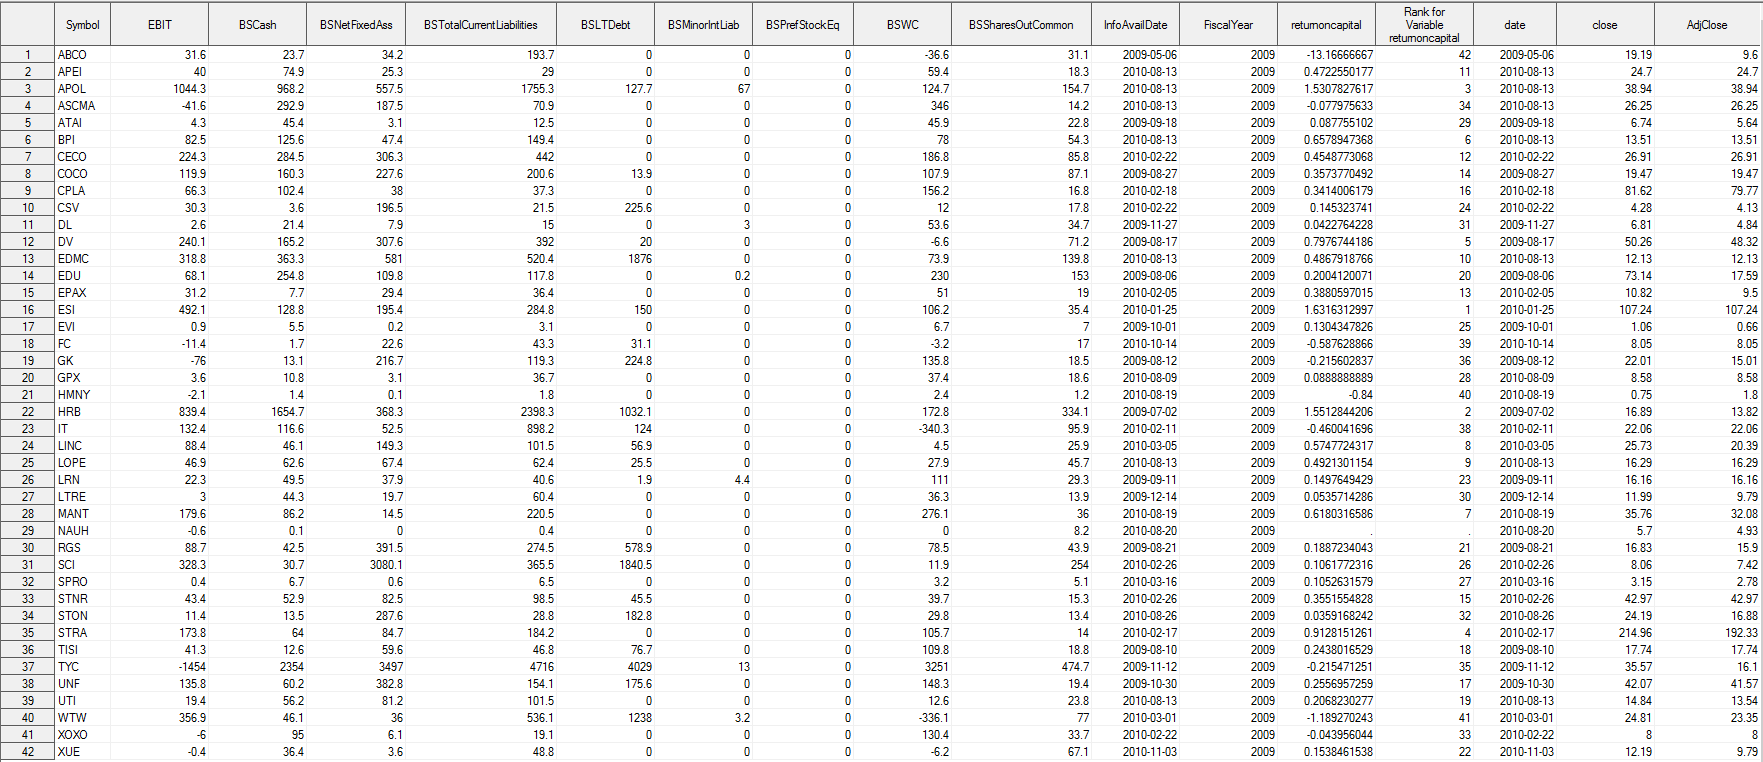 Symbol EBIT BSCash BSNetFixedAss BSTotalCurrentLiabilities BSLTDebt BSMinorIntLiab BSPrefStockEq BSWC BSSharesOutCommon InfoAvailDate FiscalYear returnoncapital Rank for Variable returnoncapital date close AdjClose
1 ABCO 31.6 23.7 34.2 193.7 0 0 0 -36.6 31.1 2009-05-06 2009 -13.16666667 42 2009-05-06 19.19 9.6
2 APEI 40 74.9 25.3 29 0 0 0 59.4 18.3 2010-08-13 2009 0.4722550177 11 2010-08-13 24.7 24.7
3 APOL 1044.3 968.2 557.5 1755.3 127.7 67 0 124.7 154.7 2010-08-13 2009 1.5307827617 3 2010-08-13 38.94 38.94
4 ASCMA -41.6 292.9 187.5 70.9 0 0 0 346 14.2 2010-08-13 2009 -0.077975633 34 2010-08-13 26.25 26.25
5 ATAI 4.3 45.4 3.1 12.5 0 0 0 45.9 22.8 2009-09-18 2009 0.087755102 29 2009-09-18 6.74 5.64
6 BPI 82.5 125.6 47.4 149.4 0 0 0 78 54.3 2010-08-13 2009 0.6578947368 6 2010-08-13 13.51 13.51
7 CECO 224.3 284.5 306.3 442 0 0 0 186.8 85.8 2010-02-22 2009 0.4548773068 12 2010-02-22 26.91 26.91
8 COCO 119.9 160.3 227.6 200.6 13.9 0 0 107.9 87.1 2009-08-27 2009 0.3573770492 14 2009-08-27 19.47 19.47
9 CPLA 66.3 102.4 38 37.3 0 0 0 156.2 16.8 2010-02-18 2009 0.3414006179 16 2010-02-18 81.62 79.77
10 CSV 30.3 3.6 196.5 21.5 225.6 0 0 12 17.8 2010-02-22 2009 0.145323741 24 2010-02-22 4.28 4.13
11 DL 2.6 21.4 7.9 15 0 3 0 53.6 34.7 2009-11-27 2009 0.0422764228 31 2009-11-27 6.81 4.84
12 DV 240.1 165.2 307.6 392 20 0 0 -6.6 71.2 2009-08-17 2009 0.7976744186 5 2009-08-17 50.26 48.32
13 EDMC 318.8 363.3 581 520.4 1876 0 0 73.9 139.8 2010-08-13 2009 0.4867918766 10 2010-08-13 12.13 12.13
14 EDU 68.1 254.8 109.8 117.8 0 0.2 0 230 153 2009-08-06 2009 0.2004120071 20 2009-08-06 73.14 17.59
15 EPAX 31.2 7.7 29.4 36.4 0 0 0 51 19 2010-02-05 2009 0.3880597015 13 2010-02-05 10.82 9.5
16 ESI 492.1 128.8 195.4 284.8 150 0 0 106.2 35.4 2010-01-25 2009 1.6316312997 1 2010-01-25 107.24 107.24
17 EVI 0.9 5.5 0.2 3.1 0 0 0 6.7 7 2009-10-01 2009 0.1304347826 25 2009-10-01 1.06 0.66
18 FC -11.4 1.7 22.6 43.3 31.1 0 0 -3.2 17 2010-10-14 2009 -0.587628866 39 2010-10-14 8.05 8.05
19 GK -76 13.1 216.7 119.3 224.8 0 0 135.8 18.5 2009-08-12 2009 -0.215602837 36 2009-08-12 22.01 15.01
20 GPX 3.6 10.8 3.1 36.7 0 0 0 37.4 18.6 2010-08-09 2009 0.0888888889 28 2010-08-09 8.58 8.58
21 HMNY -2.1 1.4 0.1 1.8 0 0 0 2.4 1.2 2010-08-19 2009 -0.84 40 2010-08-19 0.75 1.8
22 HRB 839.4 1654.7 368.3 2398.3 1032.1 0 0 172.8 334.1 2009-07-02 2009 1.5512844206 2 2009-07-02 16.89 13.82
23 IT 132.4 116.6 52.5 898.2 124 0 0 -340.3 95.9 2010-02-11 2009 -0.460041696 38 2010-02-11 22.06 22.06
24 LINC 88.4 46.1 149.3 101.5 56.9 0 0 4.5 25.9 2010-03-05 2009 0.5747724317 8 2010-03-05 25.73 20.39
25 LOPE 46.9 62.6 67.4 62.4 25.5 0 0 27.9 45.7 2010-08-13 2009 0.4921301154 9 2010-08-13 16.29 16.29
26 LRN 22.3 49.5 37.9 40.6 1.9 4.4 0 111 29.3 2009-09-11 2009 0.1497649429 23 2009-09-11 16.16 16.16
27 LTRE 3 44.3 19.7 60.4 0 0 0 36.3 13.9 2009-12-14 2009 0.0535714286 30 2009-12-14 11.99 9.79
28 MANT 179.6 86.2 14.5 220.5 0 0 0 276.1 36 2010-08-19 2009 0.6180316586 7 2010-08-19 35.76 32.08
29 NAUH -0.6 0.1 0 0.4 0 0 0 0 8.2 2010-08-20 2009 . . 2010-08-20 5.7 4.93
30 RGS 88.7 42.5 391.5 274.5 578.9 0 0 78.5 43.9 2009-08-21 2009 0.1887234043 21 2009-08-21 16.83 15.9
31 SCI 328.3 30.7 3080.1 365.5 1840.5 0 0 11.9 254 2010-02-26 2009 0.1061772316 26 2010-02-26 8.06 7.42
32 SPRO 0.4 6.7 0.6 6.5 0 0 0 3.2 5.1 2010-03-16 2009 0.1052631579 27 2010-03-16 3.15 2.78
33 STNR 43.4 52.9 82.5 98.5 45.5 0 0 39.7 15.3 2010-02-26 2009 0.3551554828 15 2010-02-26 42.97 42.97
34 STON 11.4 13.5 287.6 28.8 182.8 0 0 29.8 13.4 2010-08-26 2009 0.0359168242 32 2010-08-26 24.19 16.88
35 STRA 173.8 64 84.7 184.2 0 0 0 105.7 14 2010-02-17 2009 0.9128151261 4 2010-02-17 214.96 192.33
36 TISI 41.3 12.6 59.6 46.8 76.7 0 0 109.8 18.8 2009-08-10 2009 0.2438016529 18 2009-08-10 17.74 17.74
37 TYC -1454 2354 3497 4716 4029 13 0 3251 474.7 2009-11-12 2009 -0.215471251 35 2009-11-12 35.57 16.1
38 UNF 135.8 60.2 382.8 154.1 175.6 0 0 148.3 19.4 2009-10-30 2009 0.2556957259 17 2009-10-30 42.07 41.57
39 UTI 19.4 56.2 81.2 101.5 0 0 0 12.6 23.8 2010-08-13 2009 0.2068230277 19 2010-08-13 14.84 13.54
40 WTW 356.9 46.1 36 536.1 1238 3.2 0 -336.1 77 2010-03-01 2009 -1.189270243 41 2010-03-01 24.81 23.35
41 XOXO -6 95 6.1 19.1 0 0 0 130.4 33.7 2010-02-22 2009 -0.043956044 33 2010-02-22 8 8
42 XUE -0.4 36.4 3.6 48.8 0 0 0 -6.2 67.1 2010-11-03 2009 0.1538461538 22 2010-11-03 12.19 9.79